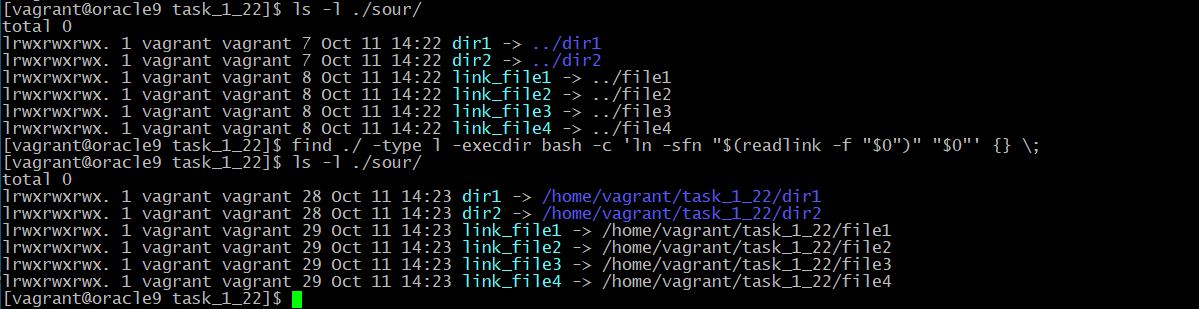 [vagrant@oracle9 task_1_22]$ ls -l ./sour/
total 0
lrwxrwxrwx. 1 vagrant vagrant 7 Oct 11 14:22 dir1 -> ../dir1
lrwxrwxrwx. 1 vagrant vagrant 7 Oct 11 14:22 dir2 -> ../dir2
lrwxrwxrwx. 1 vagrant vagrant 8 Oct 11 14:22 link_file1 -> ../file1
lrwxrwxrwx. 1 vagrant vagrant 8 Oct 11 14:22 link_file2 -> ../file2
lrwxrwxrwx. 1 vagrant vagrant 8 Oct 11 14:22 link_file3 -> ../file3
lrwxrwxrwx. 1 vagrant vagrant 8 Oct 11 14:22 link_file4 -> ../file4
[vagrant@oracle9 task_1_22]$ find ./ -type l -execdir bash -c 'ln -sfn "$(readlink -f "$0")" "$0"' {} \;
[vagrant@oracle9 task_1_22]$ ls -l ./sour/
total 0
lrwxrwxrwx. 1 vagrant vagrant 28 Oct 11 14:23 dir1 -> /home/vagrant/task_1_22/dir1
lrwxrwxrwx. 1 vagrant vagrant 28 Oct 11 14:23 dir2 -> /home/vagrant/task_1_22/dir2
lrwxrwxrwx. 1 vagrant vagrant 29 Oct 11 14:23 link_file1 -> /home/vagrant/task_1_22/file1
lrwxrwxrwx. 1 vagrant vagrant 29 Oct 11 14:23 link_file2 -> /home/vagrant/task_1_22/file2
lrwxrwxrwx. 1 vagrant vagrant 29 Oct 11 14:23 link_file3 -> /home/vagrant/task_1_22/file3
lrwxrwxrwx. 1 vagrant vagrant 29 Oct 11 14:23 link_file4 -> /home/vagrant/task_1_22/file4
[vagrant@oracle9 task_1_22]$